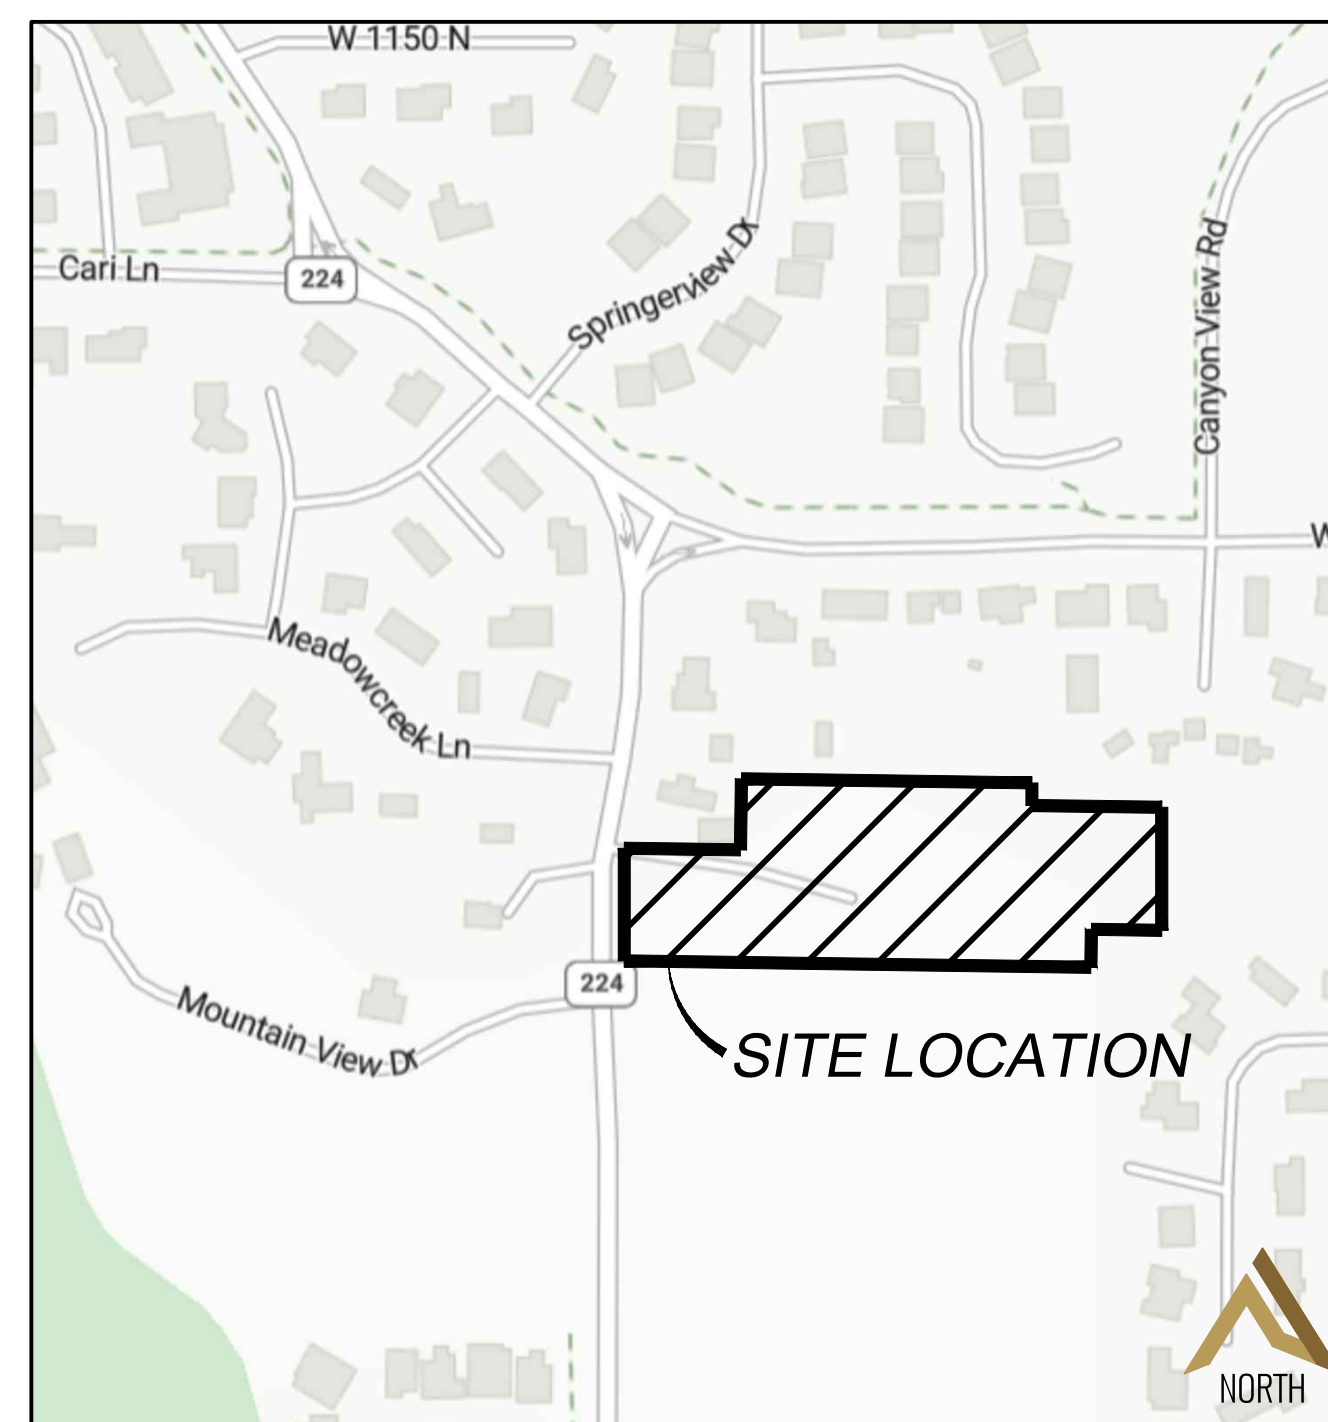 W 1150 N
Cari Ln
224
Springerview Dr
Canyon View Rd
W
Meadowcreek Ln
224
Mountain View Dr
SITE LOCATION
NORTH